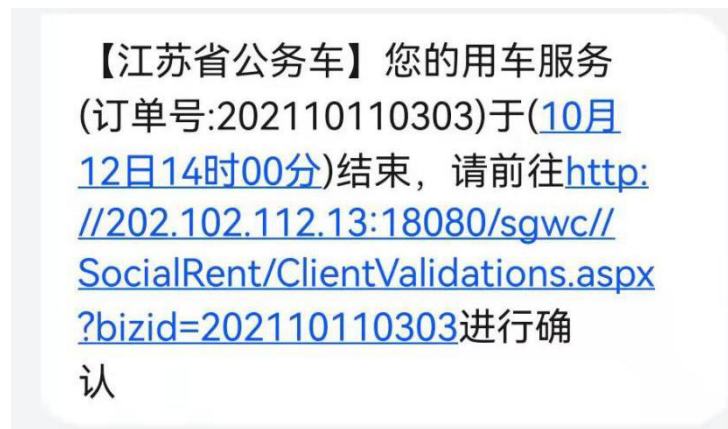 【江苏省公务车】您的用车服务
(订单号:202110110303)于(10月
12日14时00分)结束，请前往http:
//202.102.112.13:18080/sgwc//
SocialRent/ClientValidations.aspx
?bizid=202110110303进行确
认